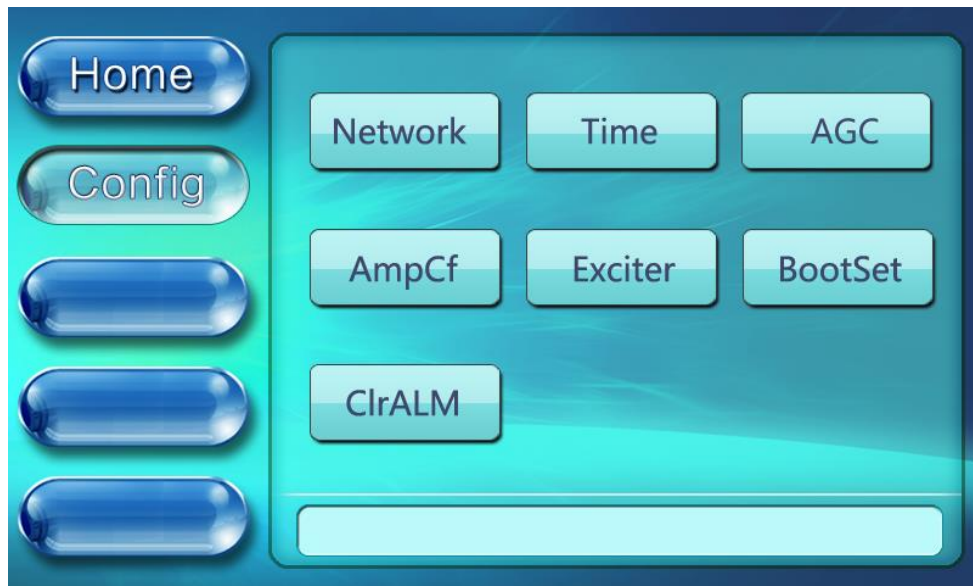 Home
Config
Network
Time
AGC
AmpCf
Exciter
BootSet
ClrALM